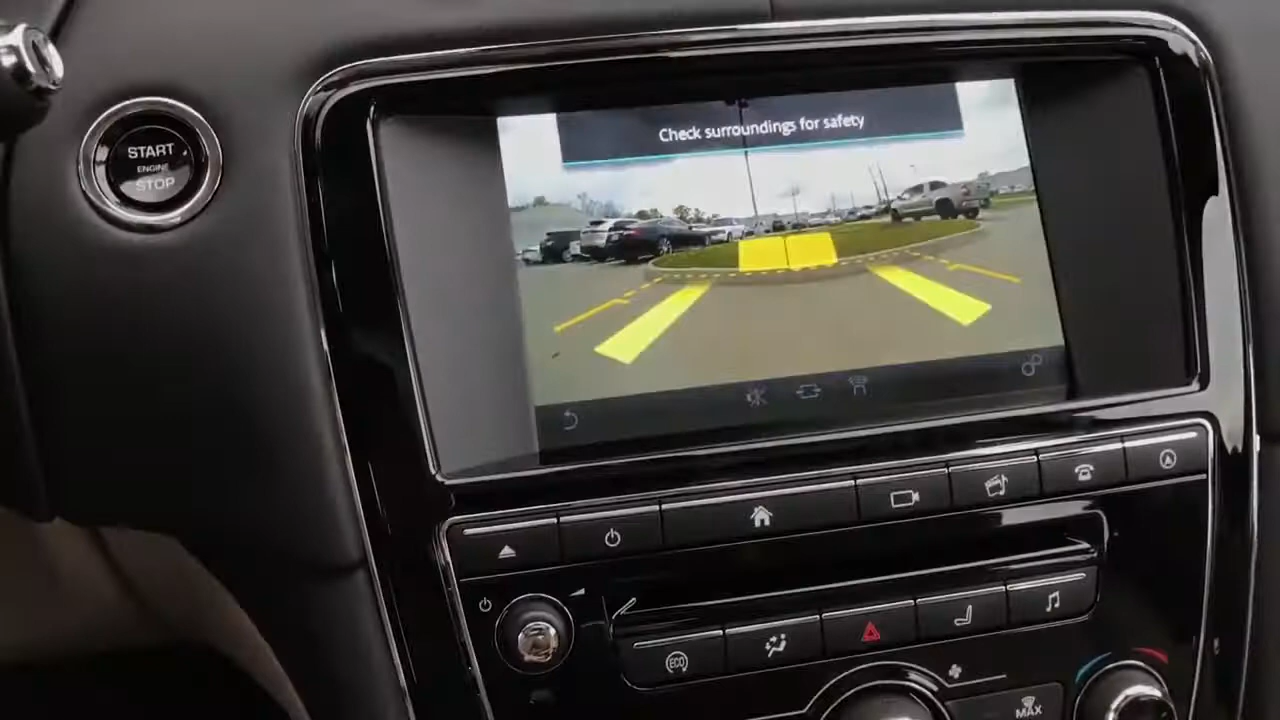 Check surroundings for safety
START
ENGINE
STOP
ECO
A
MAX